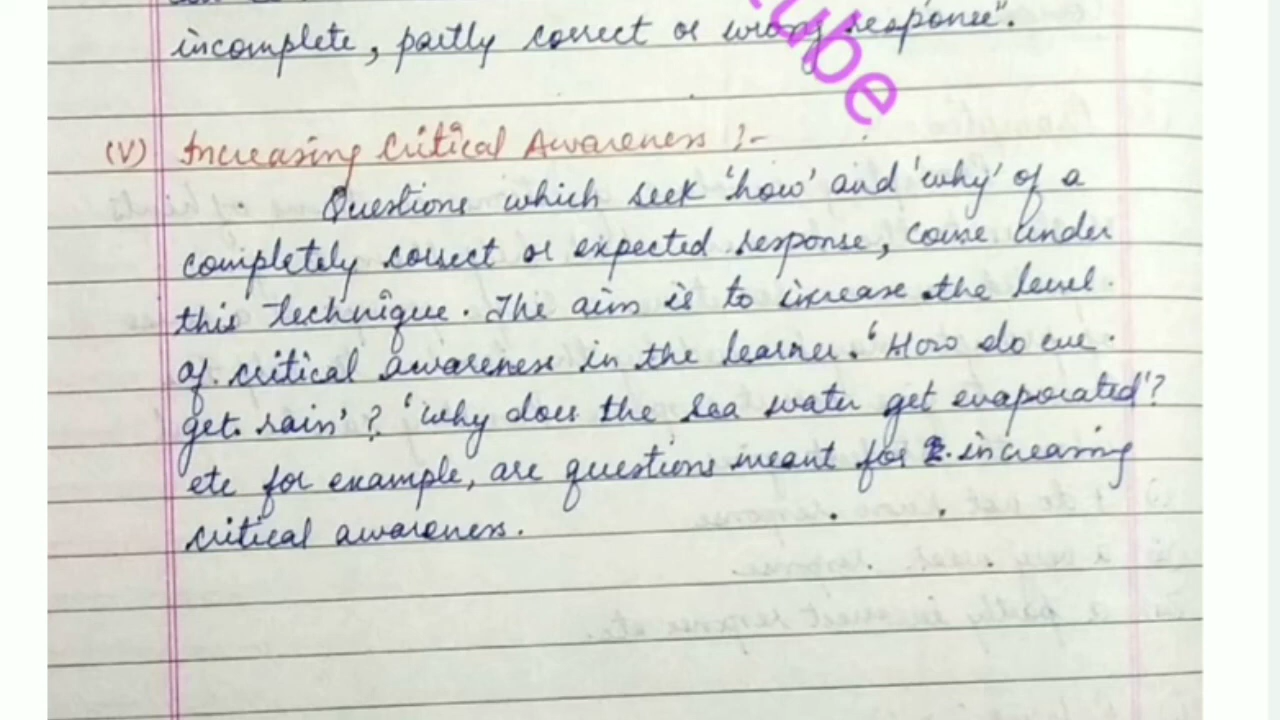 incomplete, partly correct or wrong response".
ube
(V) Increasing Critical Awareness :-
Questions which seek 'how' and 'why' of a
completely correct or expected response, come under
this technique. The aim is to increase the level
of critical awareness in the learner. 'How do we
get rain'? 'why does the sea water get evaporated'?
etc for example, are questions meant for increasing
critical awareness.